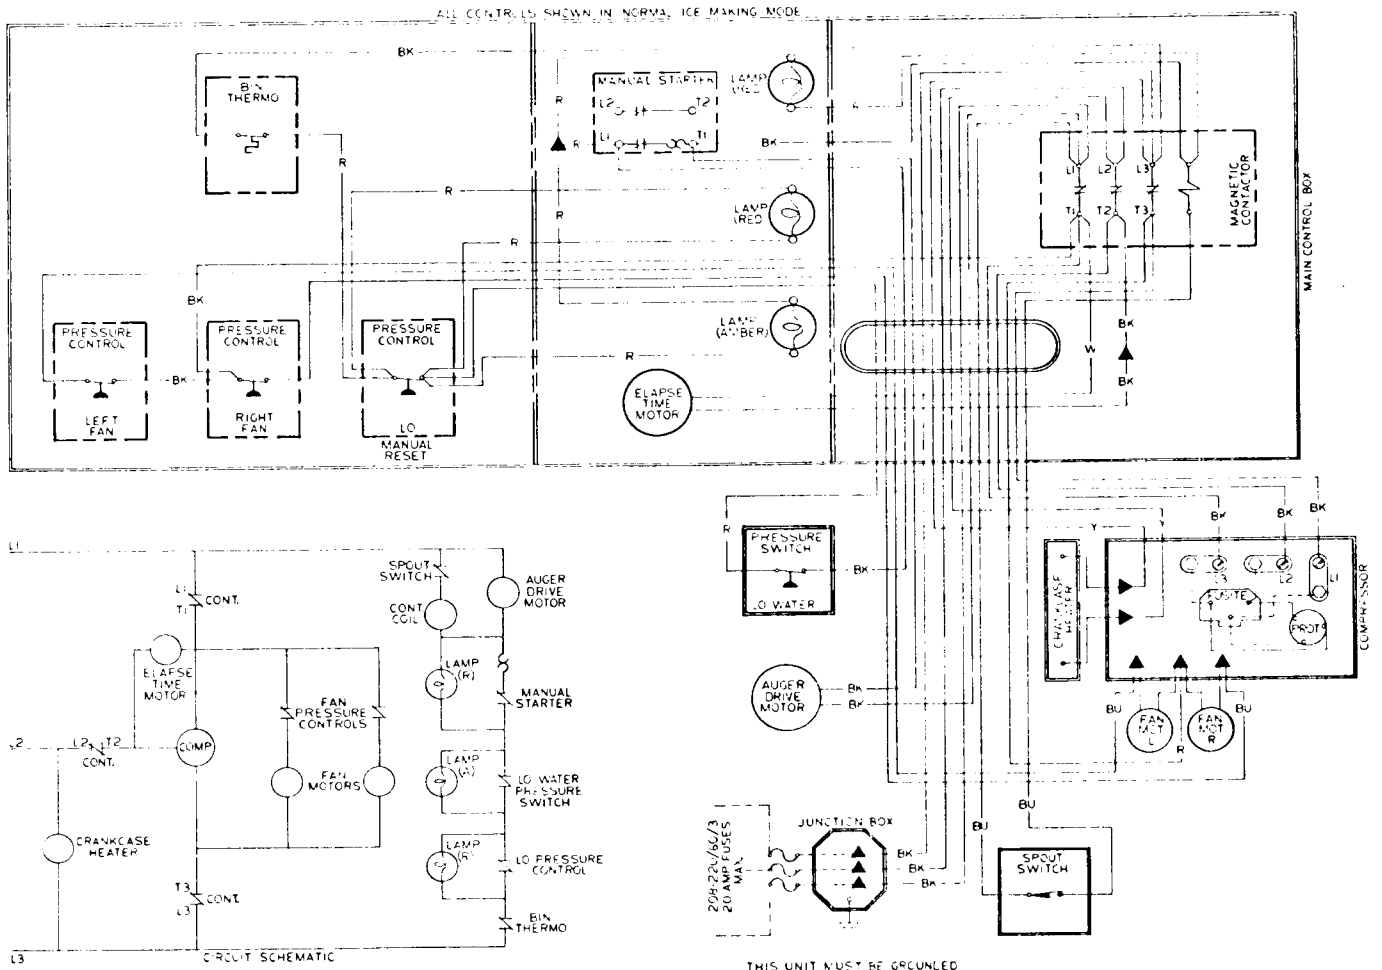 ALL CONTROLS SHOWN IN NORMAL ICE MAKING MODE
BK
BIN
THERMO
R
R
R
BK
PRESSURE
CONTROL
LEFT
FAN
BK
PRESSURE
CONTROL
RIGHT
FAN
PRESSURE
CONTROL
LO
MANUAL
RESET
R
R
R
R
MANUAL STARTER
L2
T2
L1
T1
LAMP
(RED)
R
BK
LAMP
(RED
LAMP
(AMBER)
ELAPSE
TIME
MOTOR
L1
L2
L3
T1
T2
T3
MAGNETIC
CONTACTOR
MAIN CONTROL BOX
BK
W
BK
L1
CONT.
L1
T1
ELAPSE
TIME
MOTOR
FAN
PRESSURE
CONTROLS
L2
L2
T2
CONT.
COMP
FAN
MOTORS
CRANKCASE
HEATER
T3
L3
CONT.
L3
CIRCUIT SCHEMATIC
SPOUT
SWITCH
CONT
COIL
AUGER
DRIVE
MOTOR
LAMP
(R)
MANUAL
STARTER
LAMP
(A)
LO WATER
PRESSURE
SWITCH
LAMP
(R)
LO PRESSURE
CONTROL
BIN
THERMO
R
PRESSURE
SWITCH
BK
LO WATER
AUGER
DRIVE
MOTOR
BK
BK
BK
BK
BK
Y
Y
CRANKCASE
HEATER
L3
L2
L1
FUSITE
PROT
COMPRESSOR
BU
FAN
MOT
L
R
BU
FAN
MOT
R
BU
208-220/60/3
20 AMP FUSES
MAX.
JUNCTION BOX
BK
BK
BK
BU
BU
SPOUT
SWITCH
THIS UNIT MUST BE GROUNDED